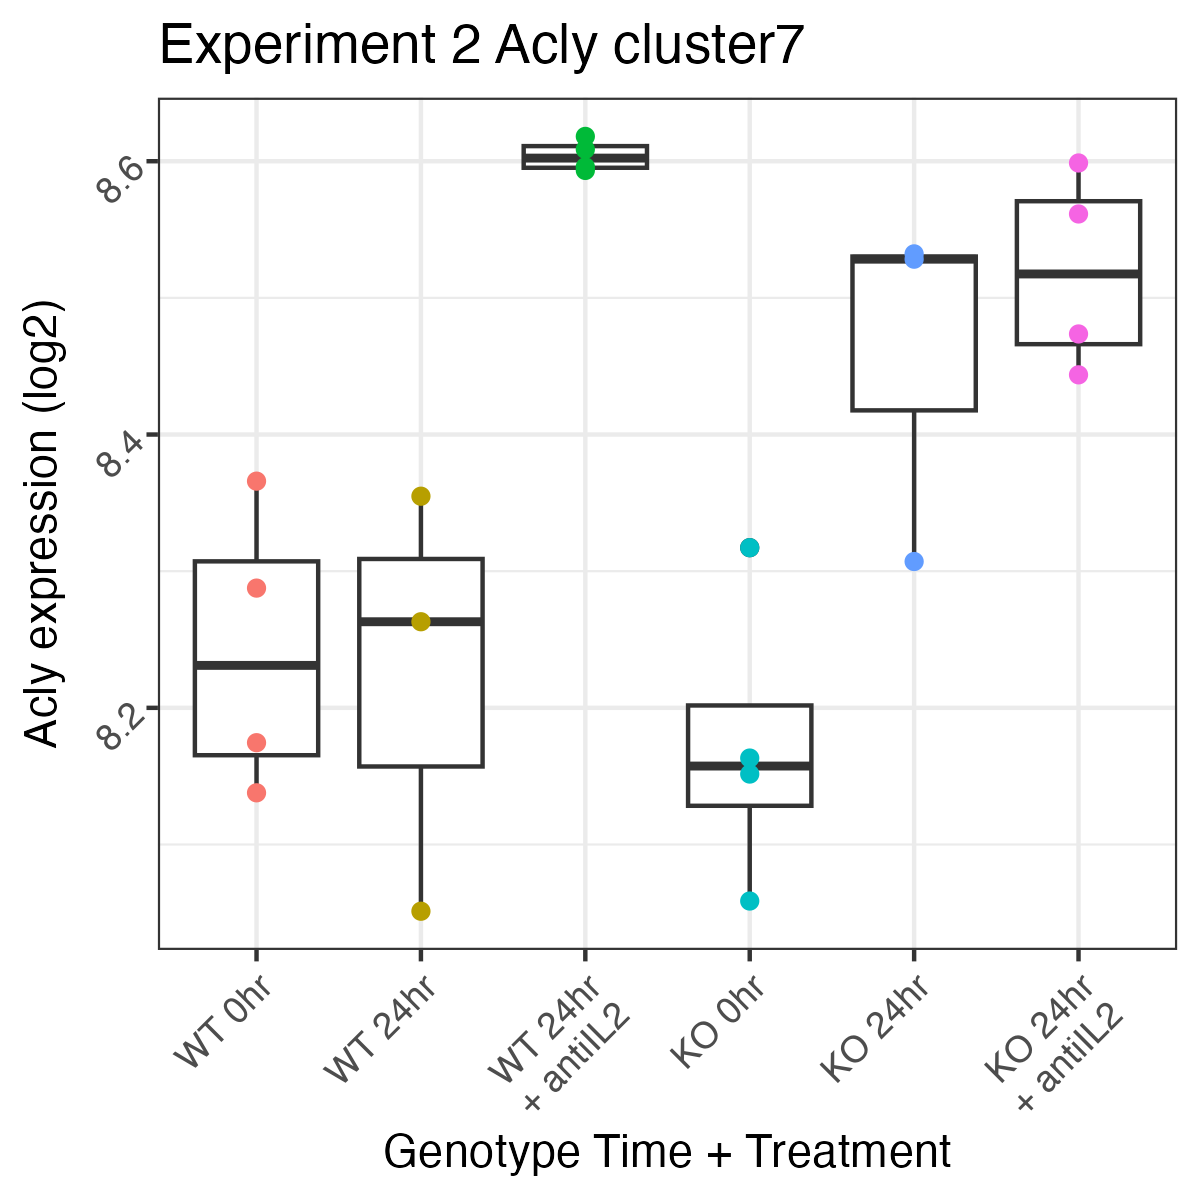 Experiment 2 Acly cluster7
Acly expression (log2)
8.6
8.4
8.2
WT 0hr
WT 24hr
WT 24hr
+ antiIL2
KO 0hr
KO 24hr
KO 24hr
+ antiIL2
Genotype Time + Treatment